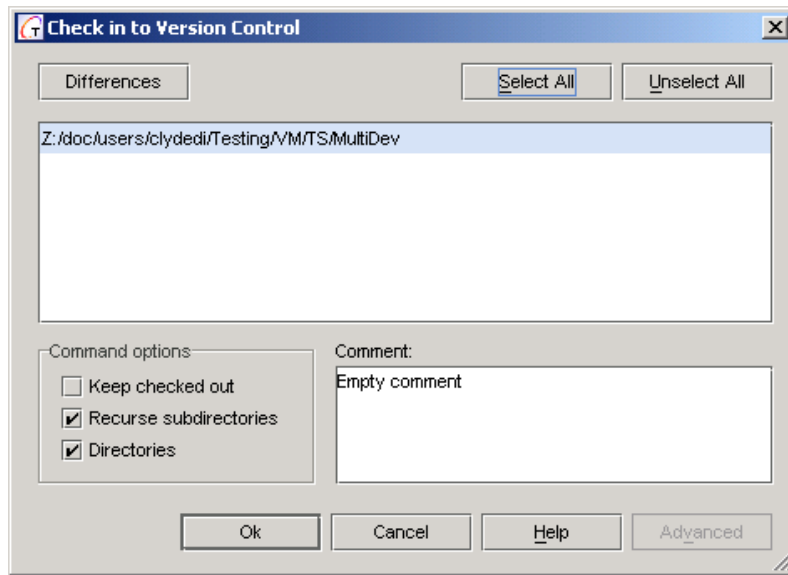 Check in to Version Control
Differences
Select All
Unselect All
Z:/doc/users/clydedi/Testing/VM/TS/MultiDev
Command options
Keep checked out
Recurse subdirectories
Directories
Comment:
Empty comment
Ok
Cancel
Help
Advanced